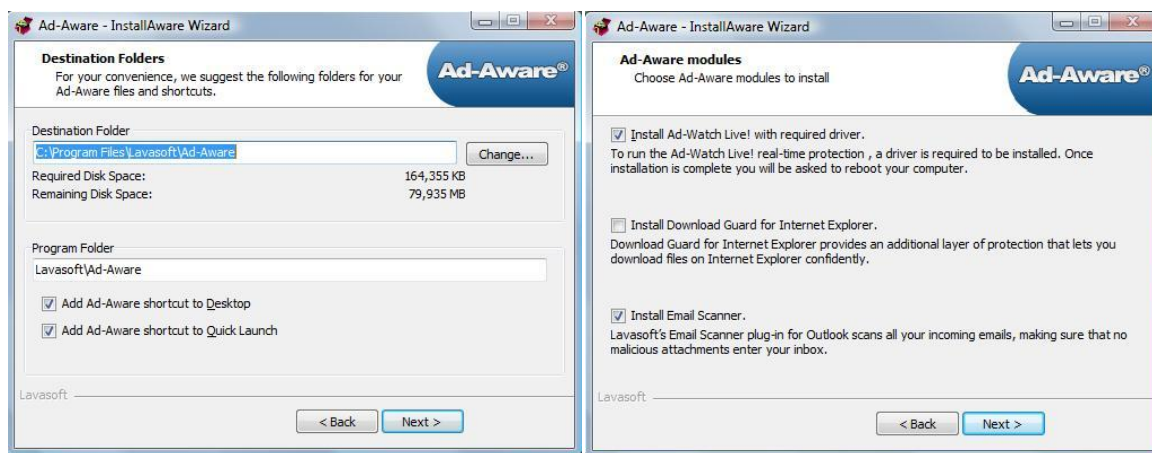 Ad-Aware - InstallAware Wizard
Destination Folders
For your convenience, we suggest the following folders for your
Ad-Aware files and shortcuts.
Ad-Aware®
Destination Folder
C:\Program Files\Lavasoft\Ad-Aware
Change...
Required Disk Space: 164,355 KB
Remaining Disk Space: 79,935 MB
Program Folder
Lavasoft\Ad-Aware
Add Ad-Aware shortcut to Desktop
Add Ad-Aware shortcut to Quick Launch
Lavasoft
< Back Next >
Ad-Aware - InstallAware Wizard
Ad-Aware modules
Choose Ad-Aware modules to install
Ad-Aware®
Install Ad-Watch Live! with required driver.
To run the Ad-Watch Live! real-time protection , a driver is required to be installed. Once
installation is complete you will be asked to reboot your computer.
Install Download Guard for Internet Explorer.
Download Guard for Internet Explorer provides an additional layer of protection that lets you
download files on Internet Explorer confidently.
Install Email Scanner.
Lavasoft's Email Scanner plug-in for Outlook scans all your incoming emails, making sure that no
malicious attachments enter your inbox.
Lavasoft
< Back Next >